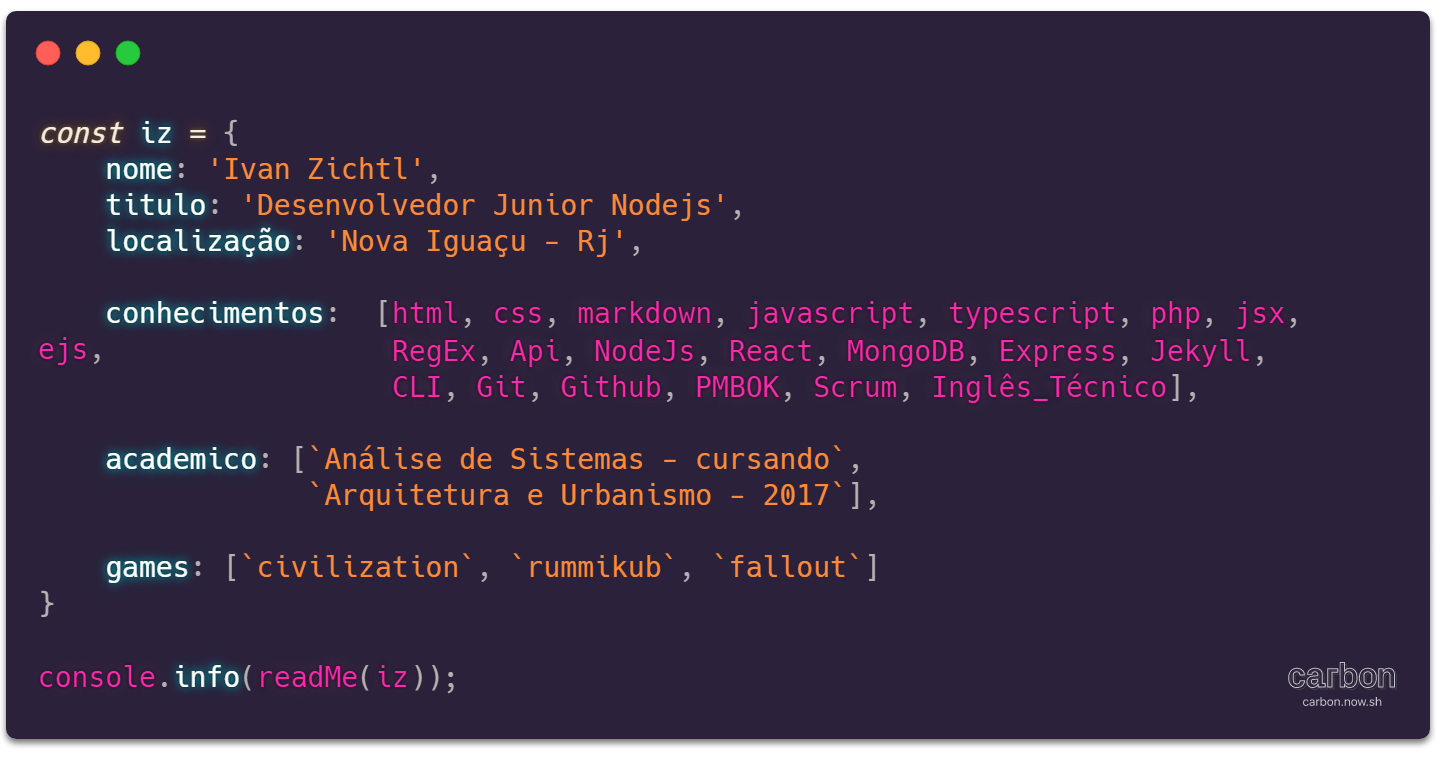 const iz = {
    nome: 'Ivan Zichtl',
    titulo: 'Desenvolvedor Junior Nodejs',
    localização: 'Nova Iguaçu - Rj',

    conhecimentos:  [html, css, markdown, javascript, typescript, php, jsx,
ejs,                 RegEx, Api, NodeJs, React, MongoDB, Express, Jekyll,
                     CLI, Git, Github, PMBOK, Scrum, Inglês_Técnico],

    academico: [`Análise de Sistemas - cursando`,
                `Arquitetura e Urbanismo - 2017`],

    games: [`civilization`, `rummikub`, `fallout`]
}

console.info(readMe(iz));
carbon
carbon.now.sh